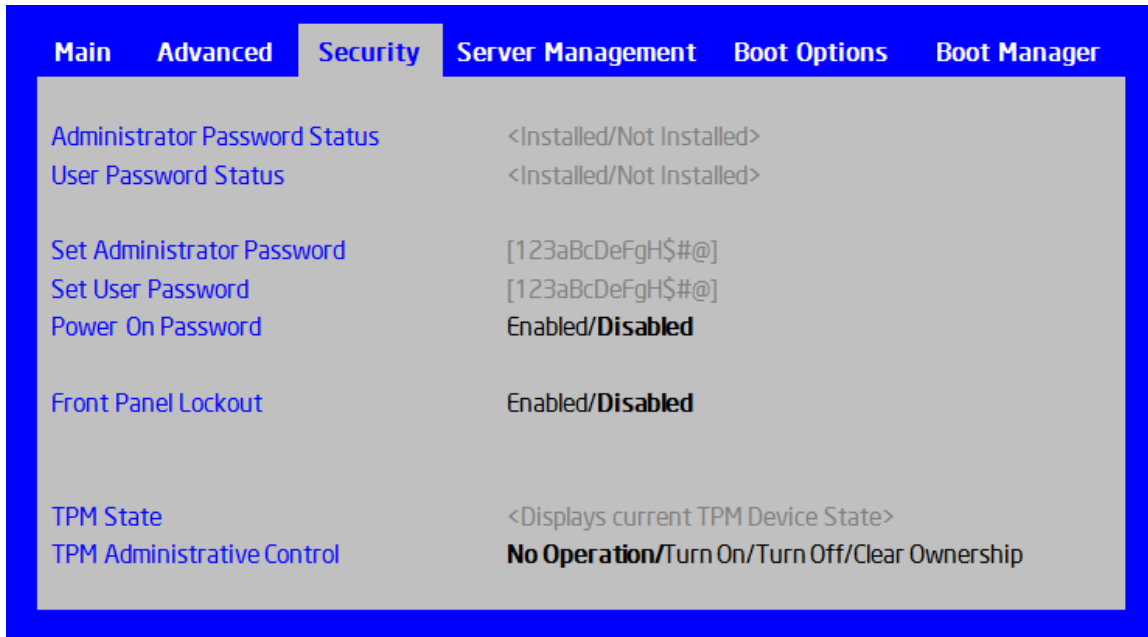 Main Advanced Security Server Management Boot Options Boot Manager
Administrator Password Status <Installed/Not Installed>
User Password Status <Installed/Not Installed>
Set Administrator Password [123aBcDeFgH$#@]
Set User Password [123aBcDeFgH$#@]
Power On Password Enabled/Disabled
Front Panel Lockout Enabled/Disabled
TPM State <Displays current TPM Device State>
TPM Administrative Control No Operation/Turn On/Turn Off/Clear Ownership